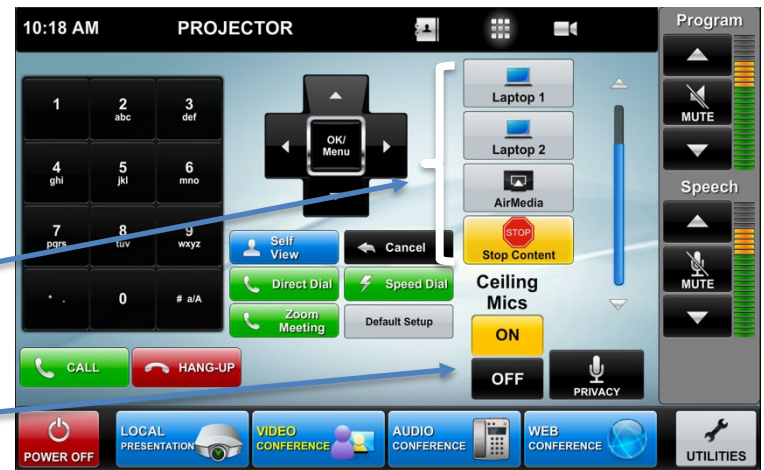 10:18 AM
PROJECTOR
Program
MUTE
Speech
MUTE
1
2
abc
3
def
4
ghi
5
jkl
6
mno
7
pqrs
8
tuv
9
wxyz
* .
0
# a/A
OK/
Menu
Self
View
Cancel
Direct Dial
Speed Dial
Zoom
Meeting
Default Setup
Laptop 1
Laptop 2
AirMedia
STOP
Stop Content
Ceiling
Mics
ON
OFF
PRIVACY
CALL
HANG-UP
POWER OFF
LOCAL
PRESENTATION
VIDEO
CONFERENCE
AUDIO
CONFERENCE
WEB
CONFERENCE
UTILITIES